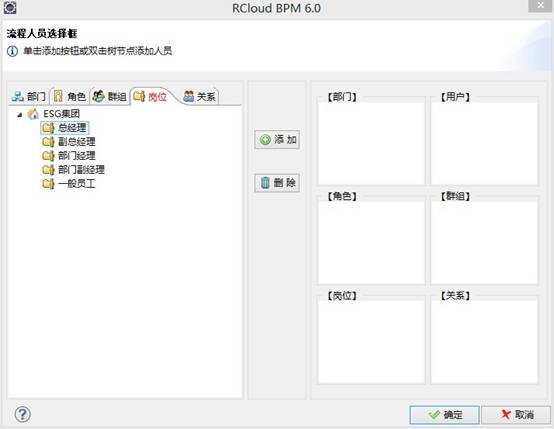 RCloud BPM 6.0
流程人员选择框
单击添加按钮或双击树节点添加人员
部门 角色 群组 岗位 关系
ESG集团
总经理
副总经理
部门经理
部门副经理
一般员工
添加
删除
【部门】 【用户】
【角色】 【群组】
【岗位】 【关系】
确定 取消